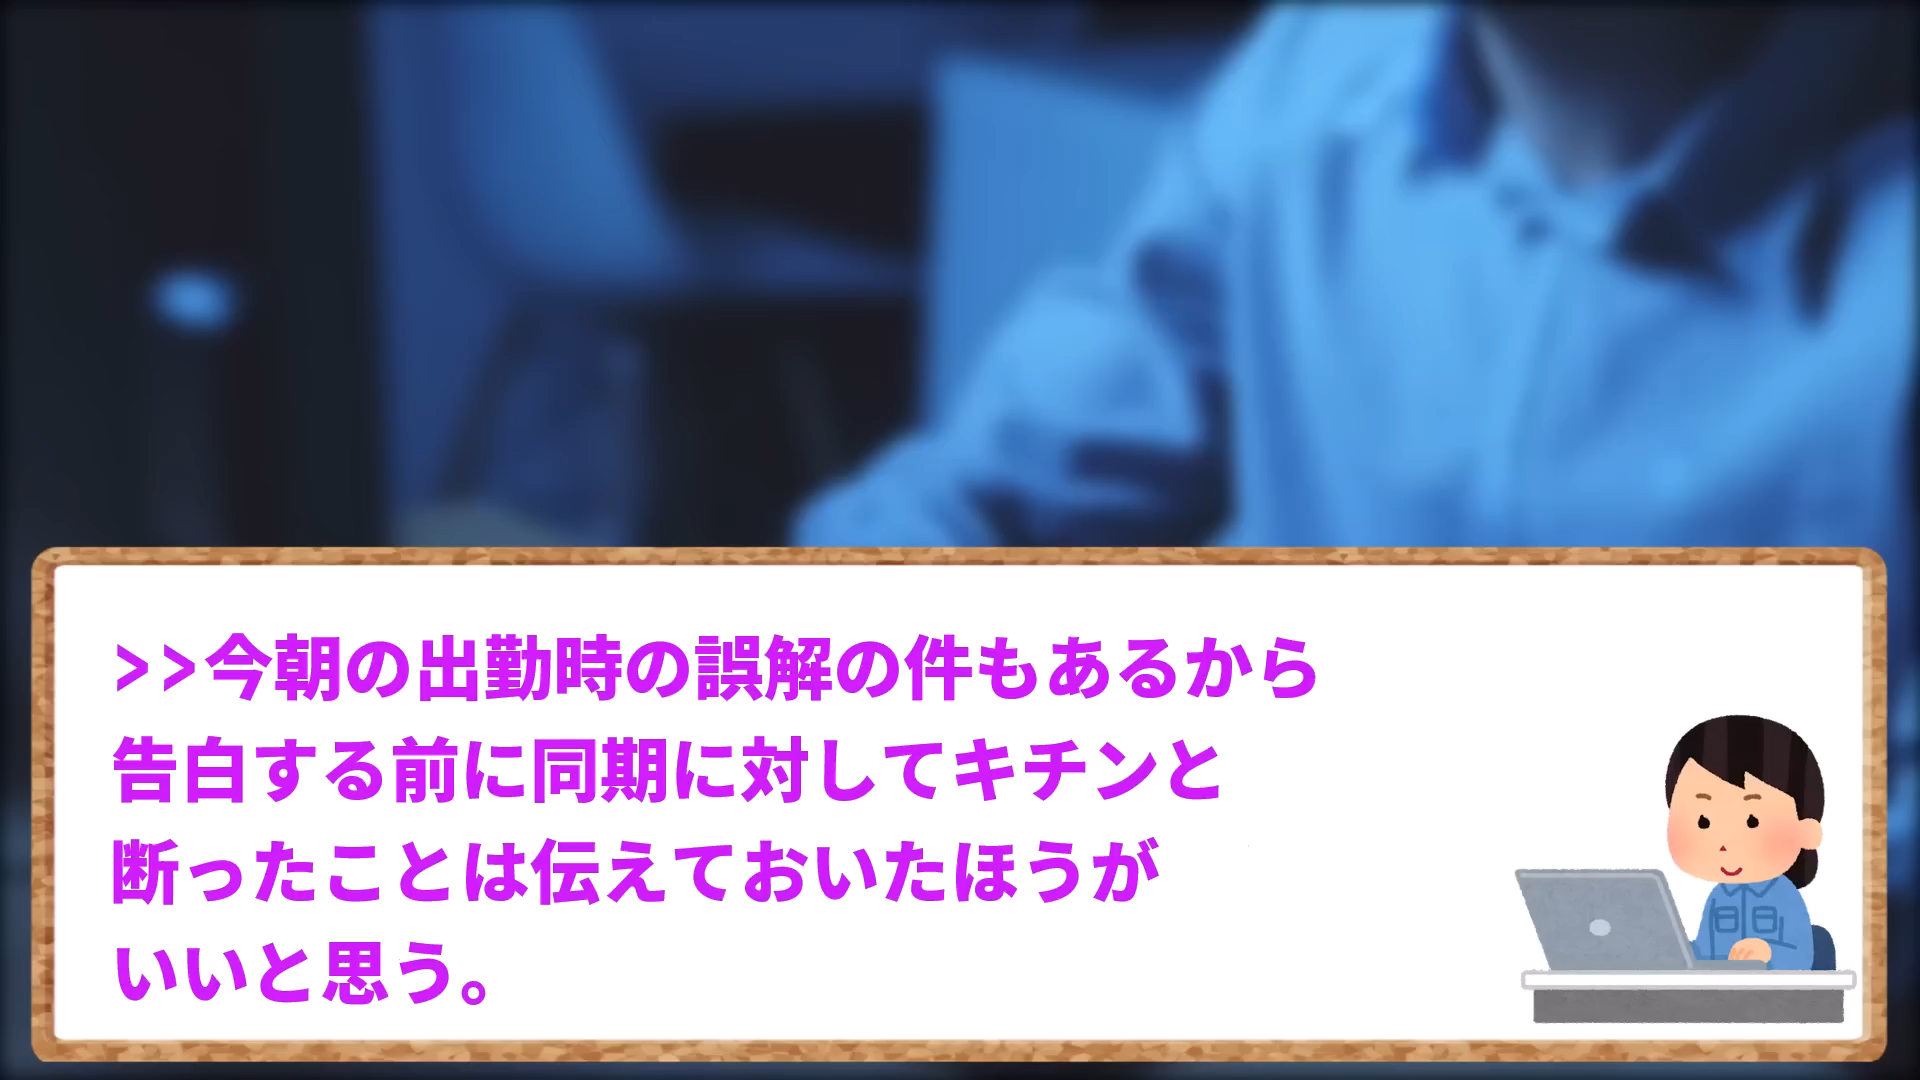 >>今朝の出勤時の誤解の件もあるから
告白する前に同期に対してキチンと
断ったことは伝えておいたほうが
いいと思う。